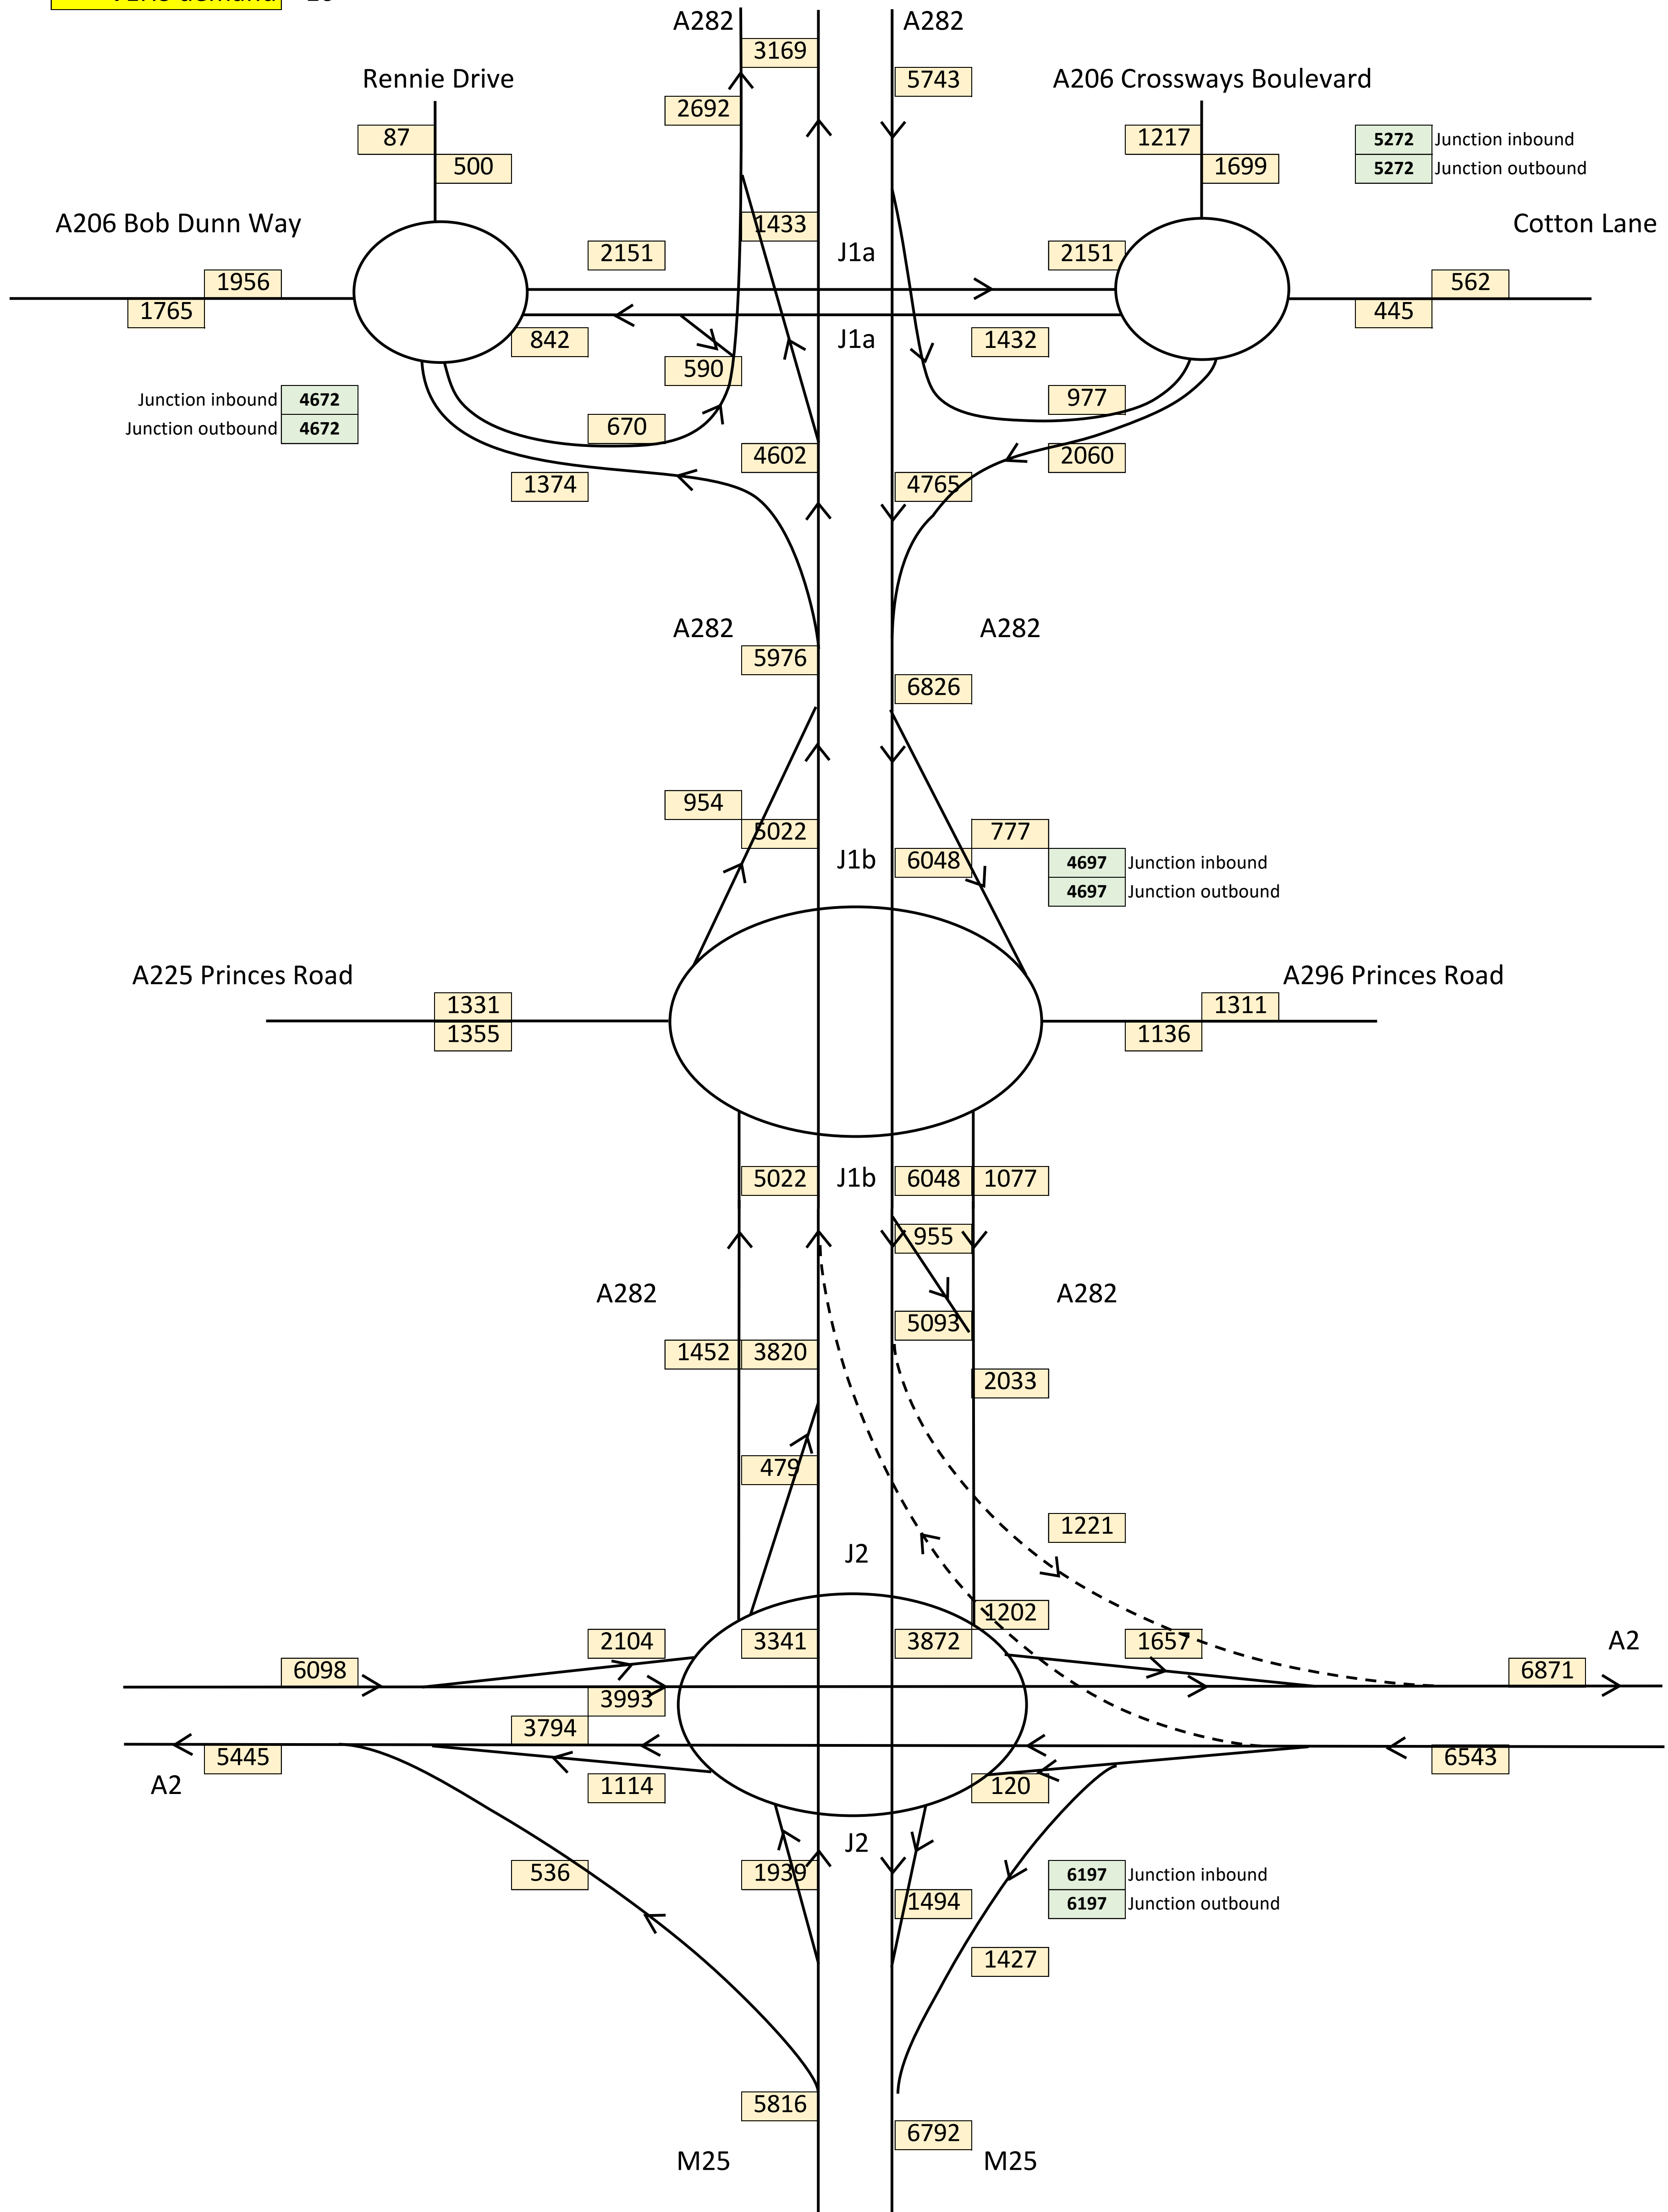 A282 A282
3169
Rennie Drive 5743 A206 Crossways Boulevard
2692
87 1217 5272 Junction inbound
500 1699 5272 Junction outbound
A206 Bob Dunn Way 1433 Cotton Lane
2151 J1a 2151
1956 562
1765 445
842 J1a 1432
590
Junction inbound 4672 977
Junction outbound 4672 670
4602 2060
1374 4765
A282 A282
5976
6826
954
5022 777
J1b 6048 4697 Junction inbound
4697 Junction outbound
A225 Princes Road A296 Princes Road
1331 1311
1355 1136
5022 J1b 6048 1077
955
A282 A282
5093
1452 3820
2033
479
1221
J2
1202
2104 3341 3872 1657 A2
6098 6871
3993
3794
5445 6543
A2 1114 120
J2
536 1939 6197 Junction inbound
1494 6197 Junction outbound
1427
5816
6792
M25 M25